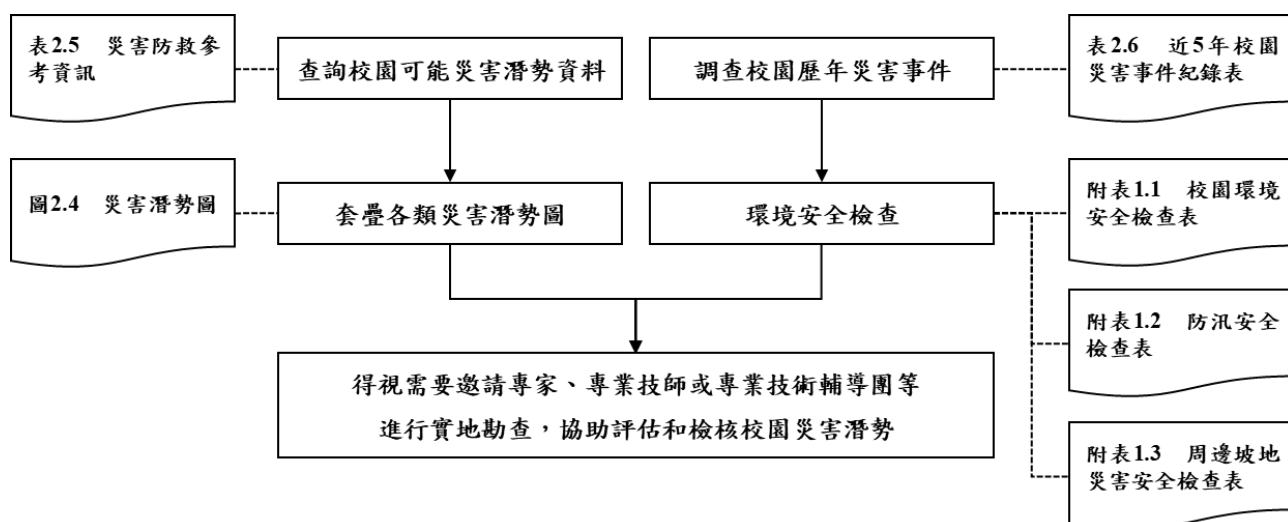 表2.5 災害防救參
考資訊
查詢校園可能災害潛勢資料
調查校園歷年災害事件
表2.6 近5年校園
災害事件紀錄表
圖2.4 災害潛勢圖
套疊各類災害潛勢圖
環境安全檢查
附表1.1 校園環境
安全檢查表
附表1.2 防汛安全
檢查表
得視需要邀請專家、專業技師或專業技術輔導團等
進行實地勘查，協助評估和檢核校園災害潛勢
附表1.3 周邊坡地
災害安全檢查表